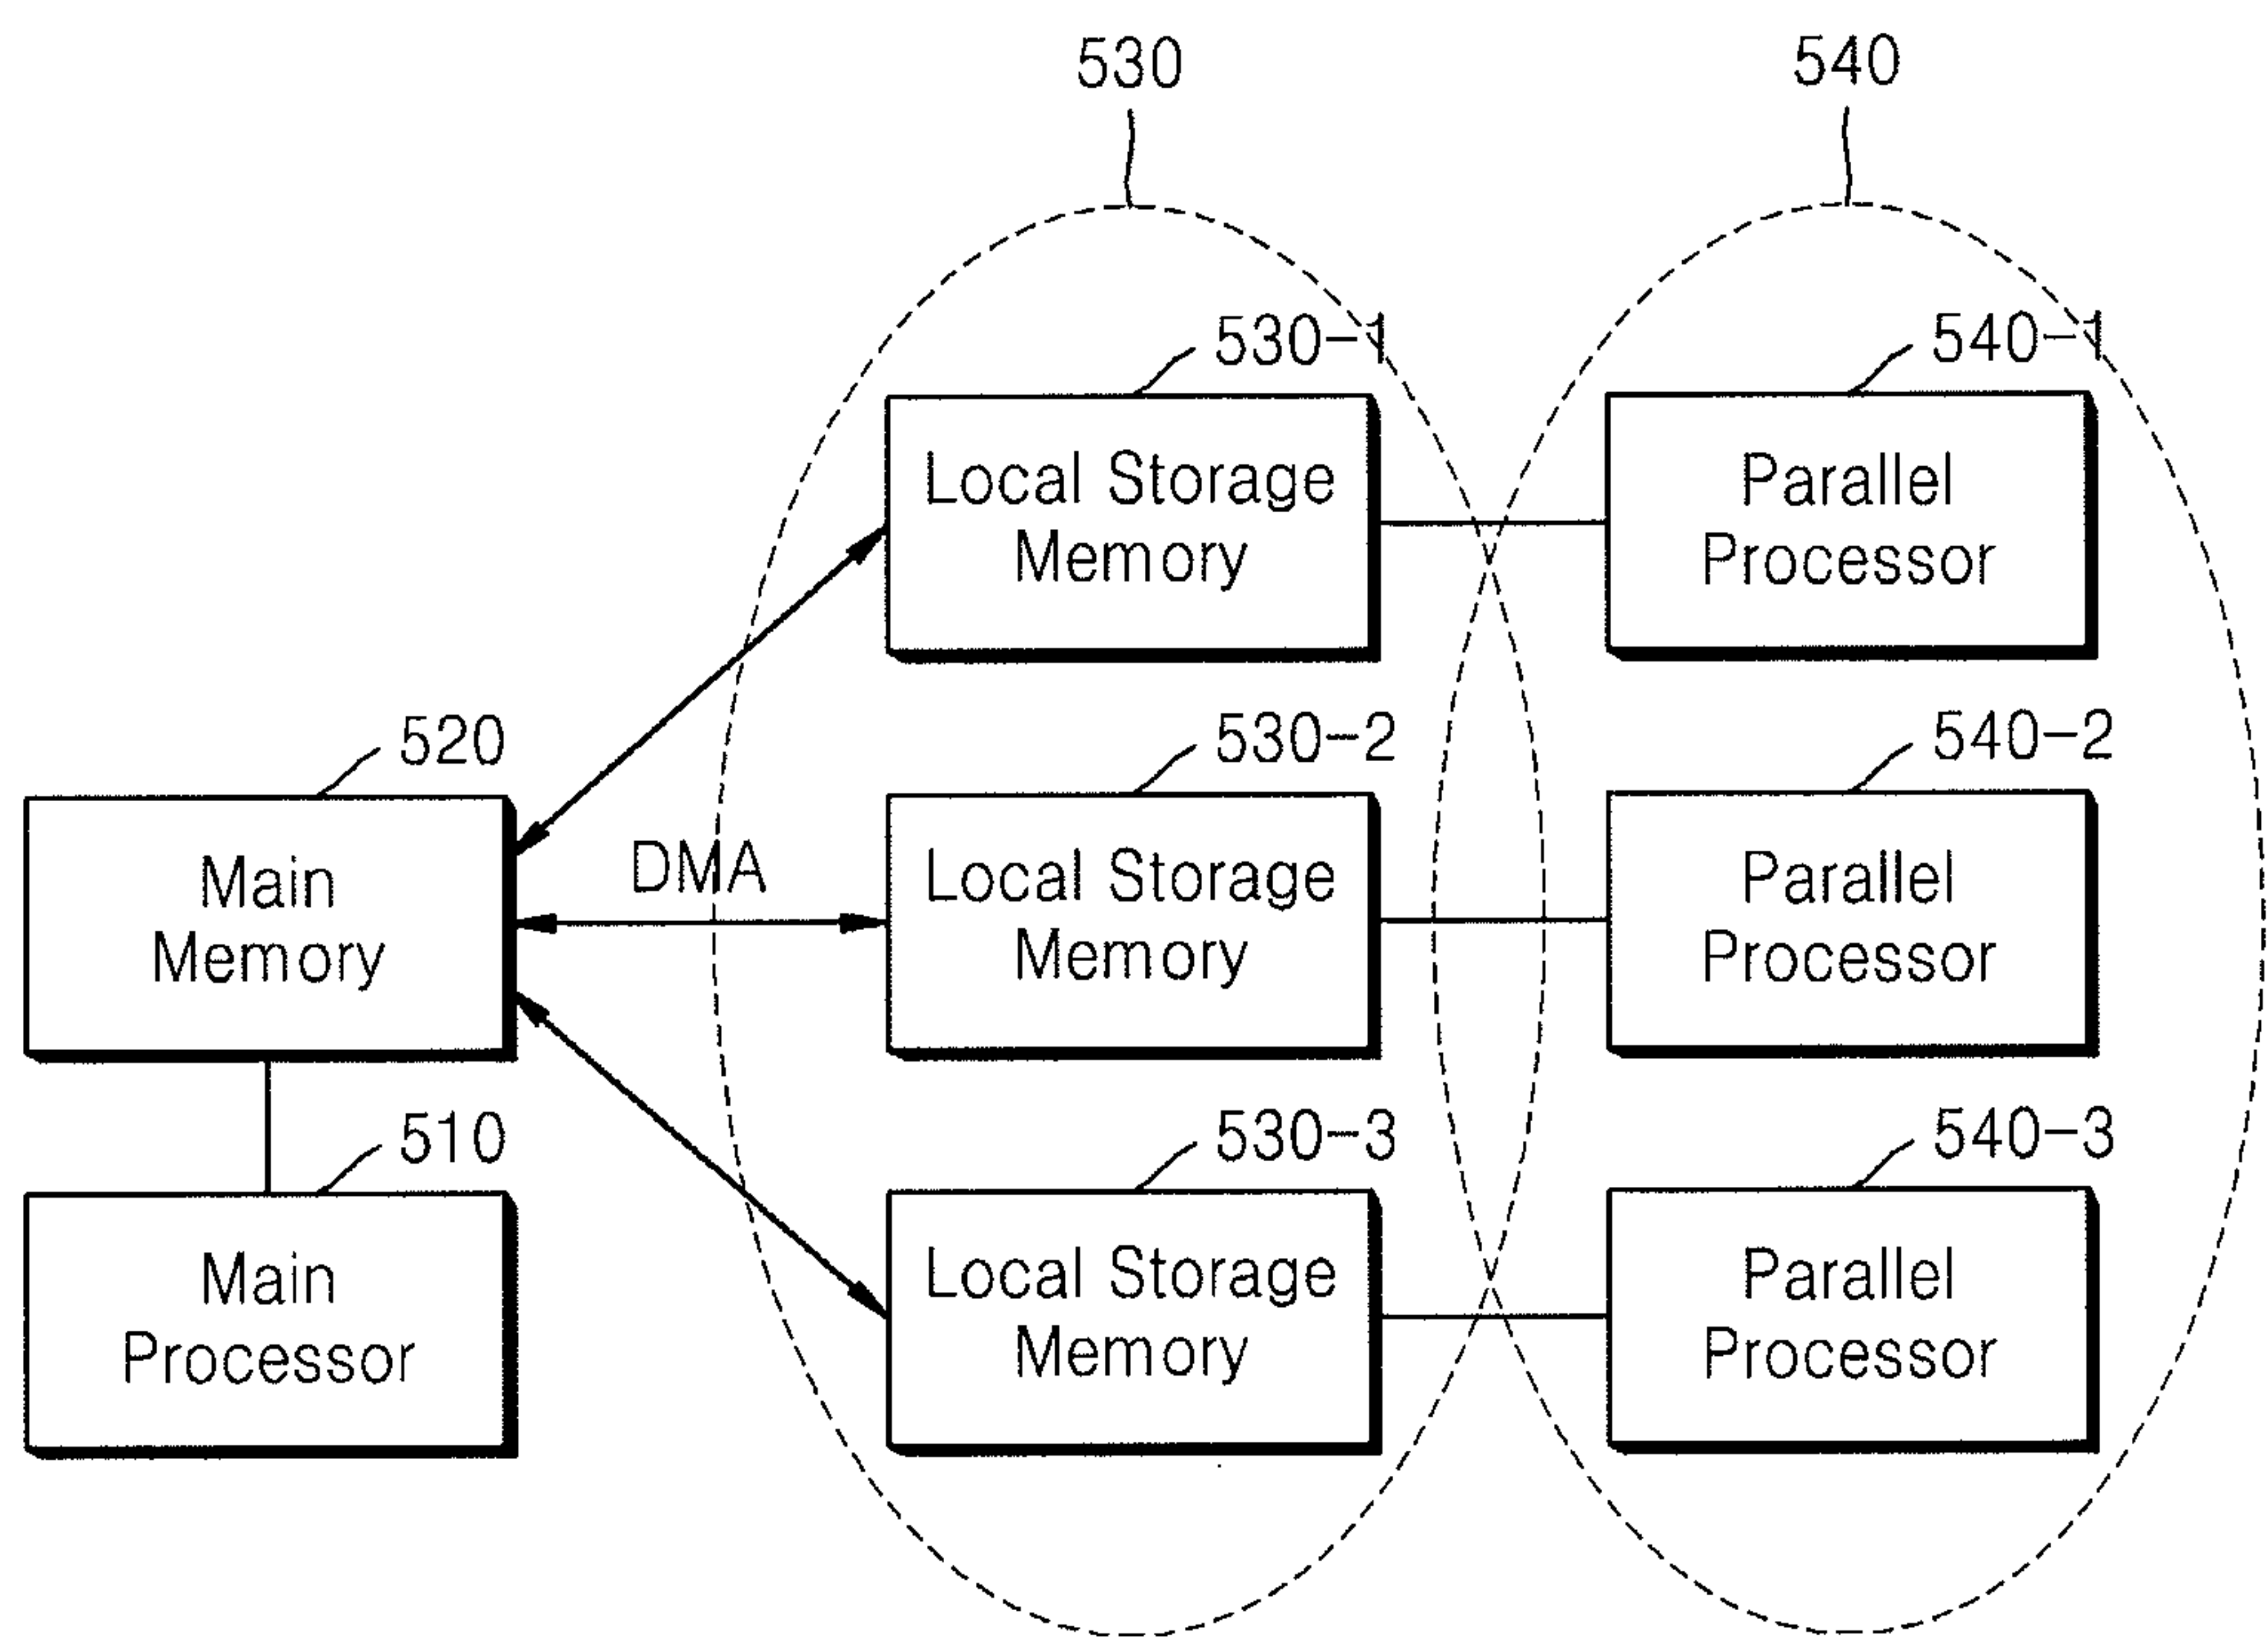 530
540
530-1
540-1
Local Storage
Memory
Parallel
Processor
520
530-2
540-2
Main
Memory
DMA
Local Storage
Memory
Parallel
Processor
510
530-3
540-3
Main
Processor
Local Storage
Memory
Parallel
Processor